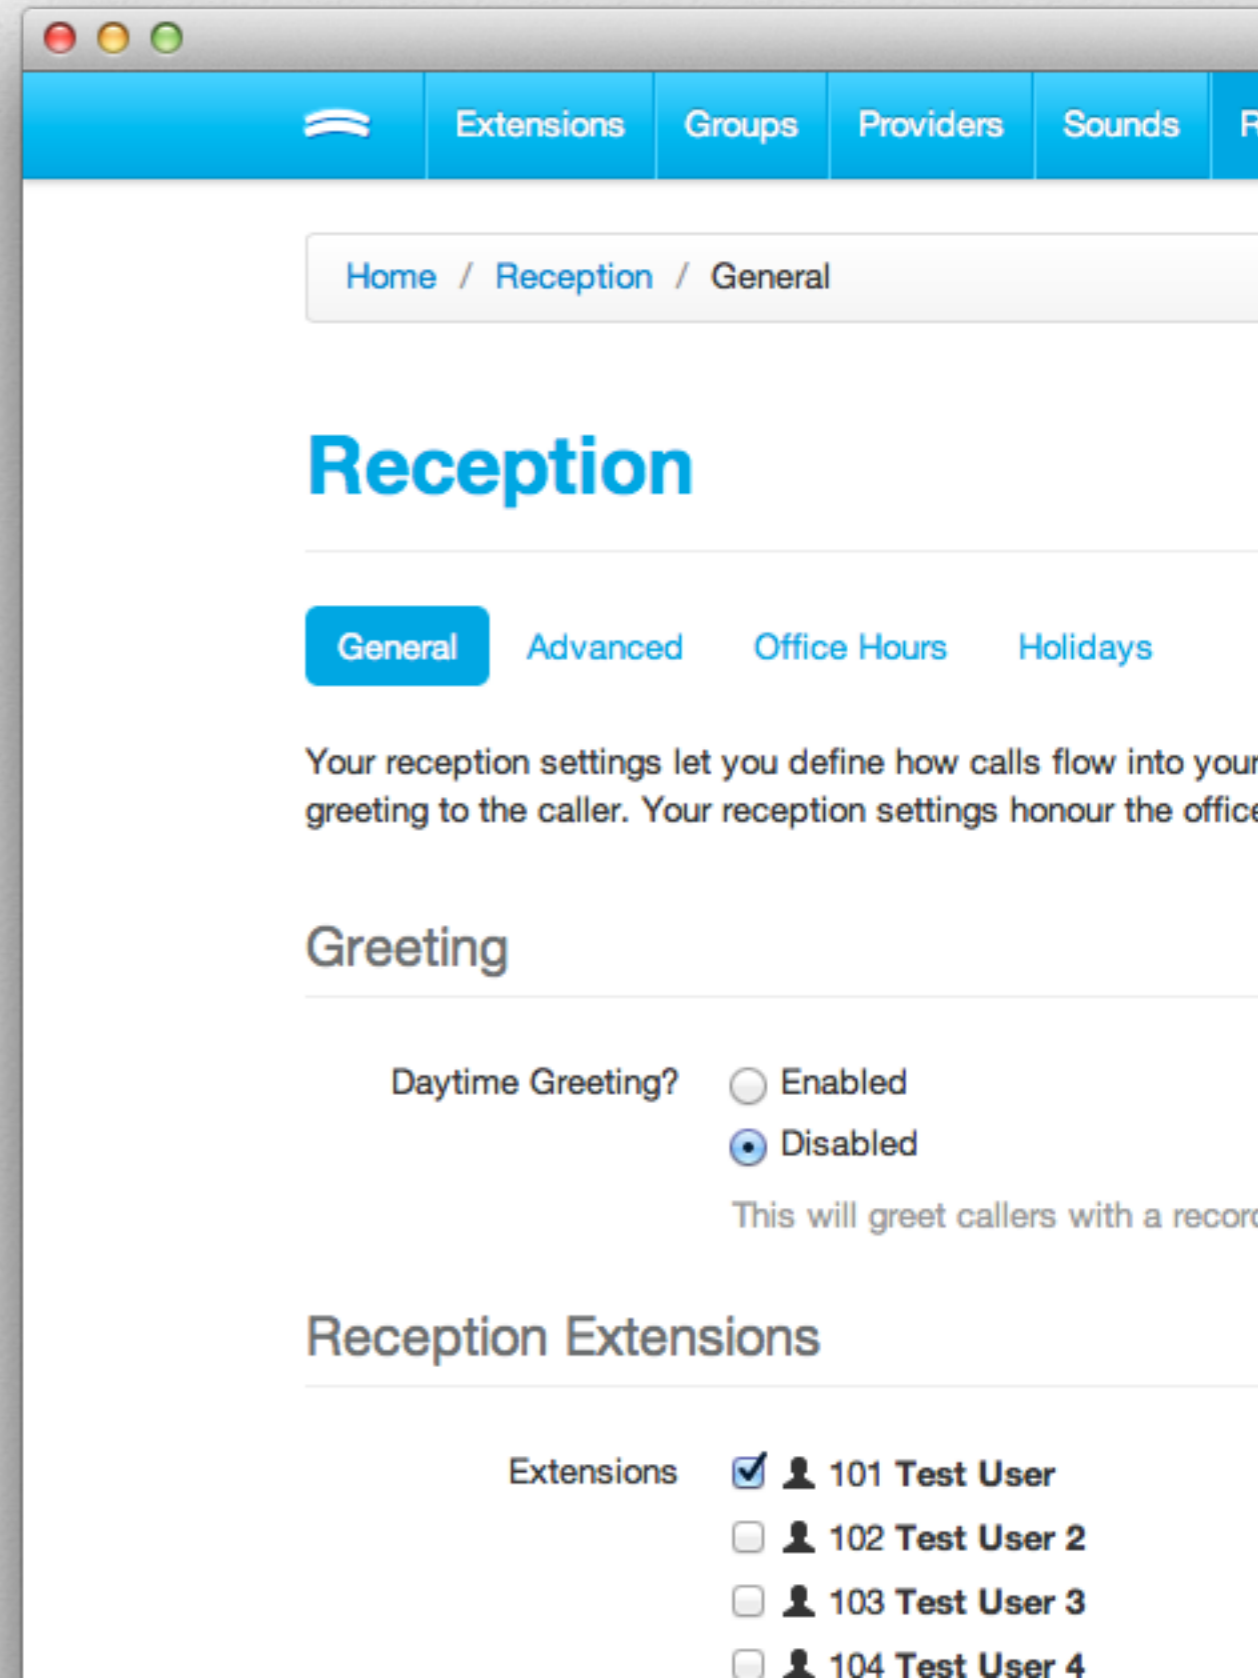 Extensions Groups Providers Sounds
Home / Reception / General
Reception
General Advanced Office Hours Holidays
Your reception settings let you define how calls flow into your
greeting to the caller. Your reception settings honour the office
Greeting
Daytime Greeting? Enabled
Disabled
This will greet callers with a
Reception Extensions
Extensions 101 Test User
102 Test User 2
103 Test User 3
104 Test User 4